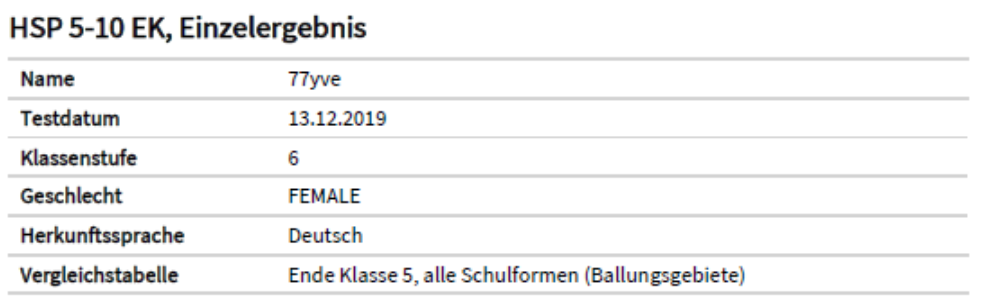 HSP 5-10 EK, Einzelergebnis
Name 77yve
Testdatum 13.12.2019
Klassenstufe 6
Geschlecht FEMALE
Herkunftssprache Deutsch
Vergleichstabelle Ende Klasse 5, alle Schulformen (Ballungsgebiete)